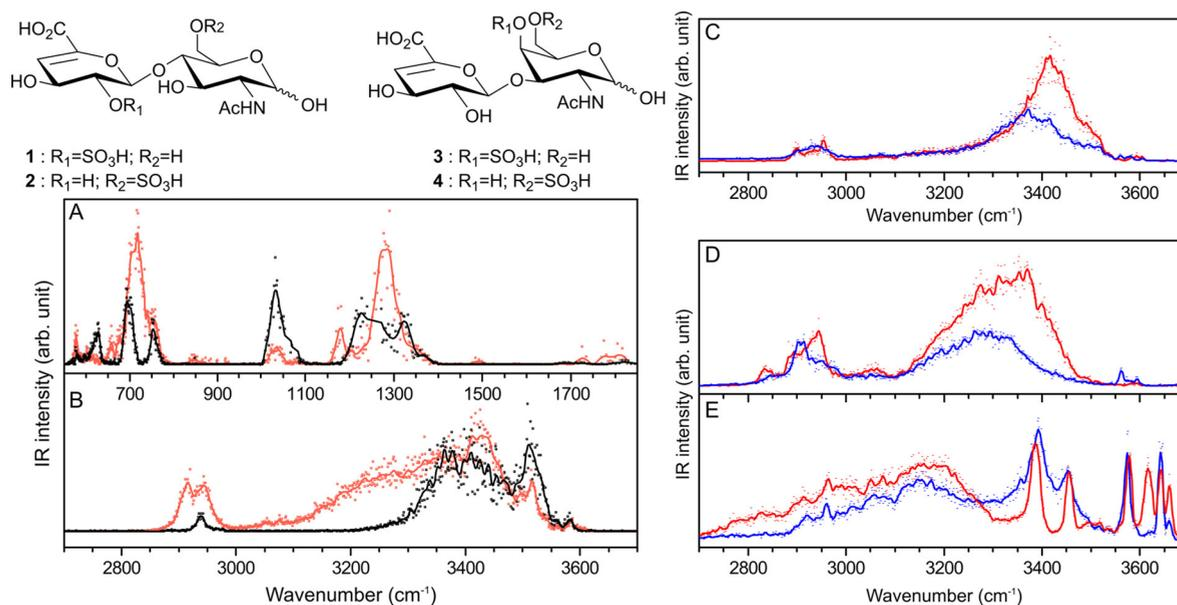 HO₂C
OR₂
O
O
O
HO
HO
OR₁
AcHN
OH
1 : R₁=SO₃H; R₂=H
2 : R₁=H; R₂=SO₃H
HO₂C
R₁O
OR₂
O
O
O
HO
OH
AcHN
OH
3 : R₁=SO₃H; R₂=H
4 : R₁=H; R₂=SO₃H
A
700 900 1100 1300 1500 1700
B
IR intensity (arb. unit)
2800 3000 3200 3400 3600
Wavenumber (cm⁻¹)
C
IR intensity (arb. unit)
2800 3000 3200 3400 3600
Wavenumber (cm⁻¹)
D
E
IR intensity (arb. unit)
2800 3000 3200 3400 3600
Wavenumber (cm⁻¹)